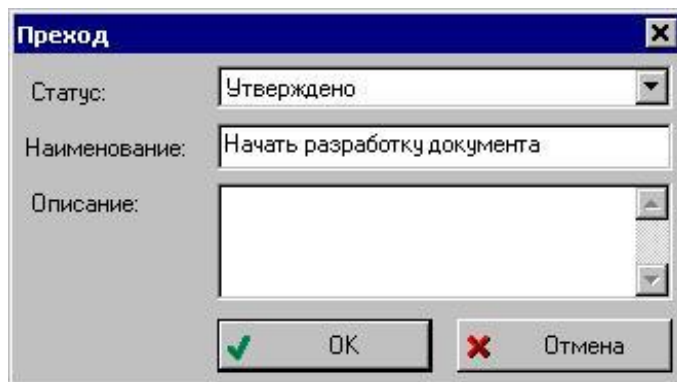 Преход
Статус: Утверждено
Наименование: Начать разработку документа
Описание:
OK Отмена